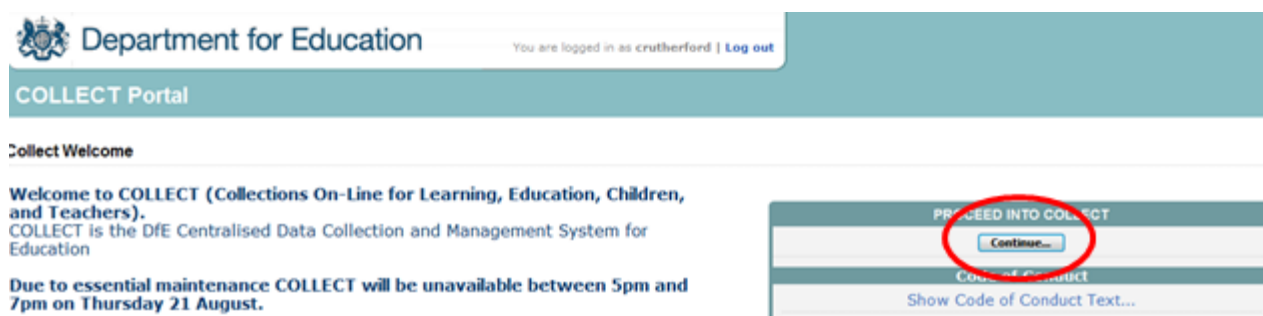 Department for Education
You are logged in as crutherford | Log out
COLLECT Portal
Collect Welcome
Welcome to COLLECT (Collections On-Line for Learning, Education, Children,
and Teachers).
COLLECT is the DfE Centralised Data Collection and Management System for
Education
Due to essential maintenance COLLECT will be unavailable between 5pm and
7pm on Thursday 21 August.
PROCEED INTO COLLECT
Continue...
Code of Conduct
Show Code of Conduct Text...